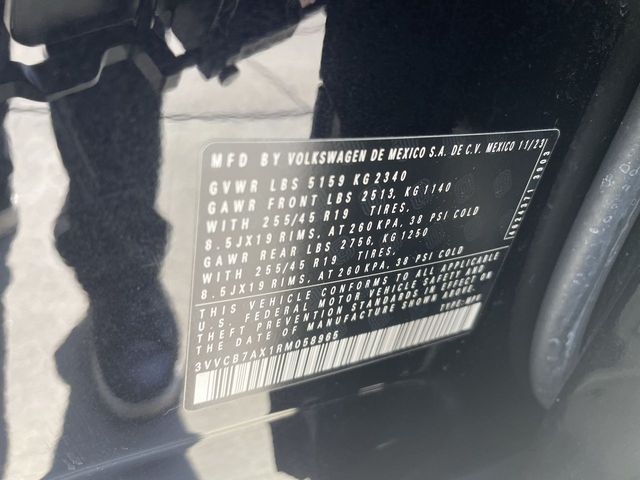 MFD BY VOLKSWAGEN DE MEXICO S.A. DE C.V. MEXICO 11/23
GVWR LBS 5159 KG 2340
GAWR FRONT LBS 2513, KG 1140
WITH 255/45 R19 TIRES,
8.5JX19 RIMS, AT 260 KPA, 38 PSI COLD
GAWR REAR LBS 2756, KG 1250
WITH 255/45 R19 TIRES,
8.5JX19 RIMS, AT 260 KPA, 38 PSI COLD
THIS VEHICLE CONFORMS TO ALL APPLICABLE
U.S. FEDERAL MOTOR VEHICLE SAFETY AND
THEFT PREVENTION STANDARDS IN EFFECT ON
THE DATE OF MANUFACTURE SHOWN ABOVE.
3VVCB7AX1RM058965